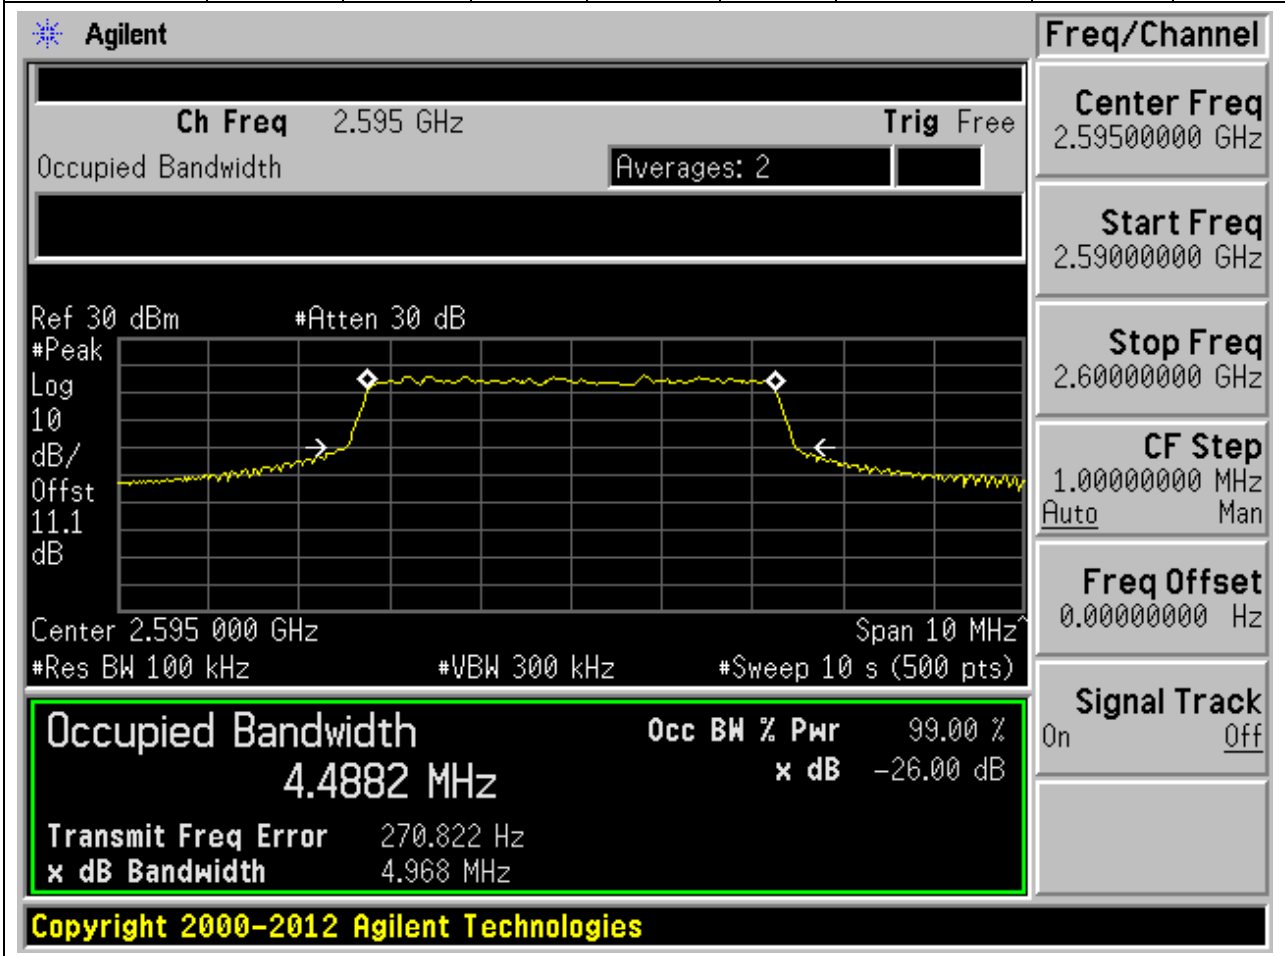 Agilent
Ch Freq 2.595 GHz Trig Free
Occupied Bandwidth Averages: 2
Ref 30 dBm #Atten 30 dB
#Peak
Log
10
dB/
Offst
11.1
dB
Center 2.595 000 GHz Span 10 MHz^
#Res BW 100 kHz #VBW 300 kHz #Sweep 10 s (500 pts)
Occupied Bandwidth Occ BW % Pwr 99.00 %
4.4882 MHz x dB -26.00 dB
Transmit Freq Error 270.822 Hz
x dB Bandwidth 4.968 MHz
Copyright 2000-2012 Agilent Technologies
Freq/Channel
Center Freq
2.59500000 GHz
Start Freq
2.59000000 GHz
Stop Freq
2.60000000 GHz
CF Step
1.00000000 MHz
Auto Man
Freq Offset
0.00000000 Hz
Signal Track
On Off